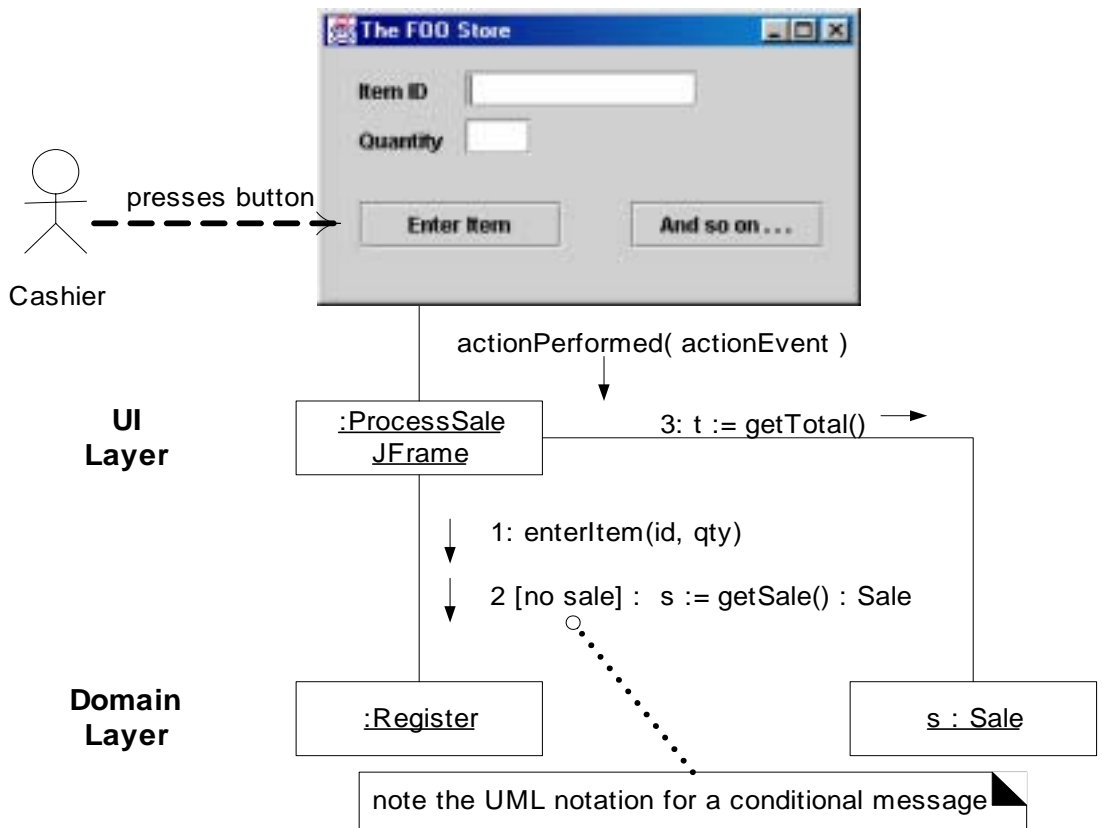 The FOO Store
Item ID
Quantity
presses button
Enter Item
And so on . . .
Cashier
actionPerformed( actionEvent )
UI
Layer
:ProcessSale
JFrame
3: t := getTotal()
1: enterItem(id, qty)
2 [no sale] : s := getSale() : Sale
Domain
Layer
:Register
s : Sale
note the UML notation for a conditional message